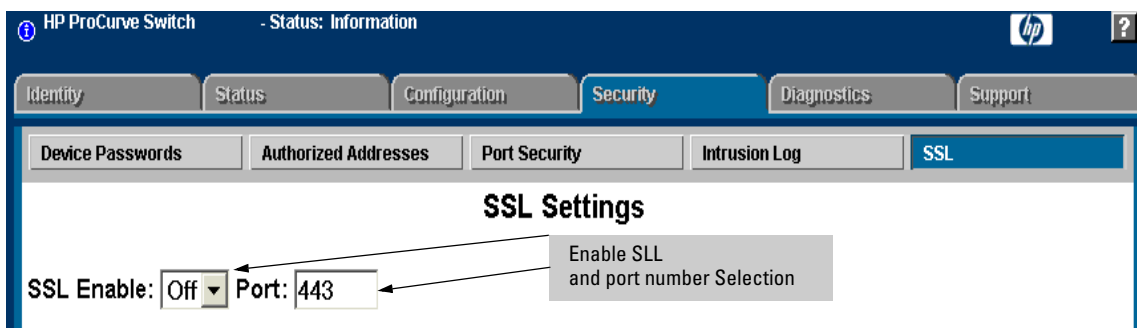 HP ProCurve Switch - Status: Information
hp
?
Identity Status Configuration Security Diagnostics Support
Device Passwords Authorized Addresses Port Security Intrusion Log SSL
SSL Settings
Enable SLL
and port number Selection
SSL Enable: Off Port: 443